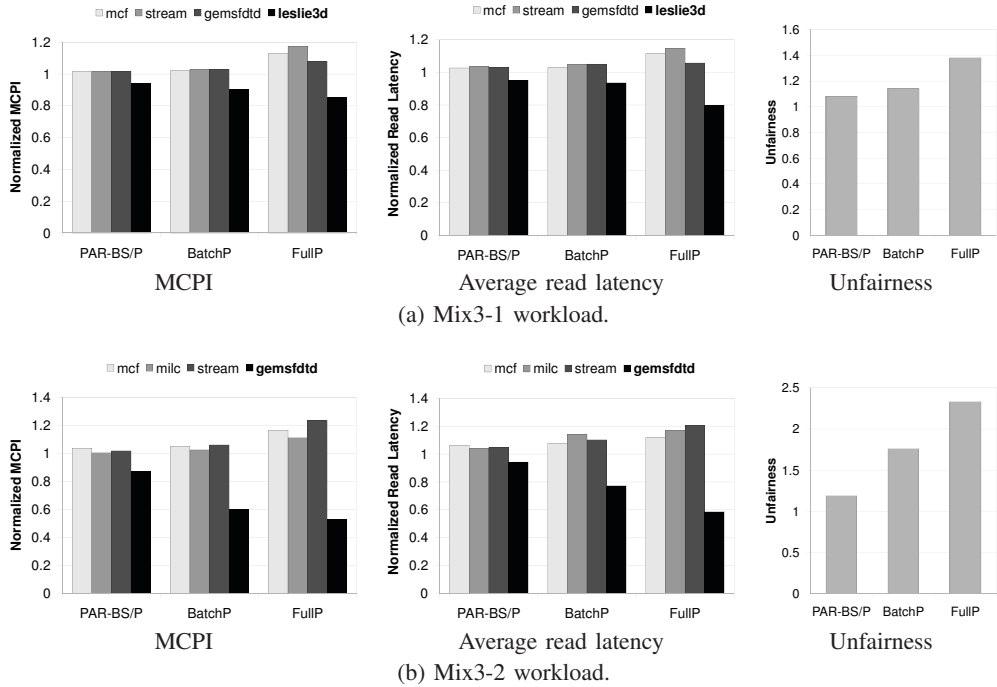 mcf stream gemsfdtd leslie3d
Normalized MCPI
1.2
1
0.8
0.6
0.4
0.2
0
PAR-BS/P BatchP FullP
MCPI
mcf stream gemsfdtd leslie3d
Normalized Read Latency
1.2
1
0.8
0.6
0.4
0.2
0
PAR-BS/P BatchP FullP
Average read latency
Unfairness
1.6
1.4
1.2
1
0.8
0.6
0.4
0.2
0
PAR-BS/P BatchP FullP
Unfairness
(a) Mix3-1 workload.
mcf milc stream gemsfdtd
Normalized MCPI
1.4
1.2
1
0.8
0.6
0.4
0.2
0
PAR-BS/P BatchP FullP
MCPI
mcf milc stream gemsfdtd
Normalized Read Latency
1.4
1.2
1
0.8
0.6
0.4
0.2
0
PAR-BS/P BatchP FullP
Average read latency
Unfairness
2.5
2
1.5
1
0.5
0
PAR-BS/P BatchP FullP
Unfairness
(b) Mix3-2 workload.